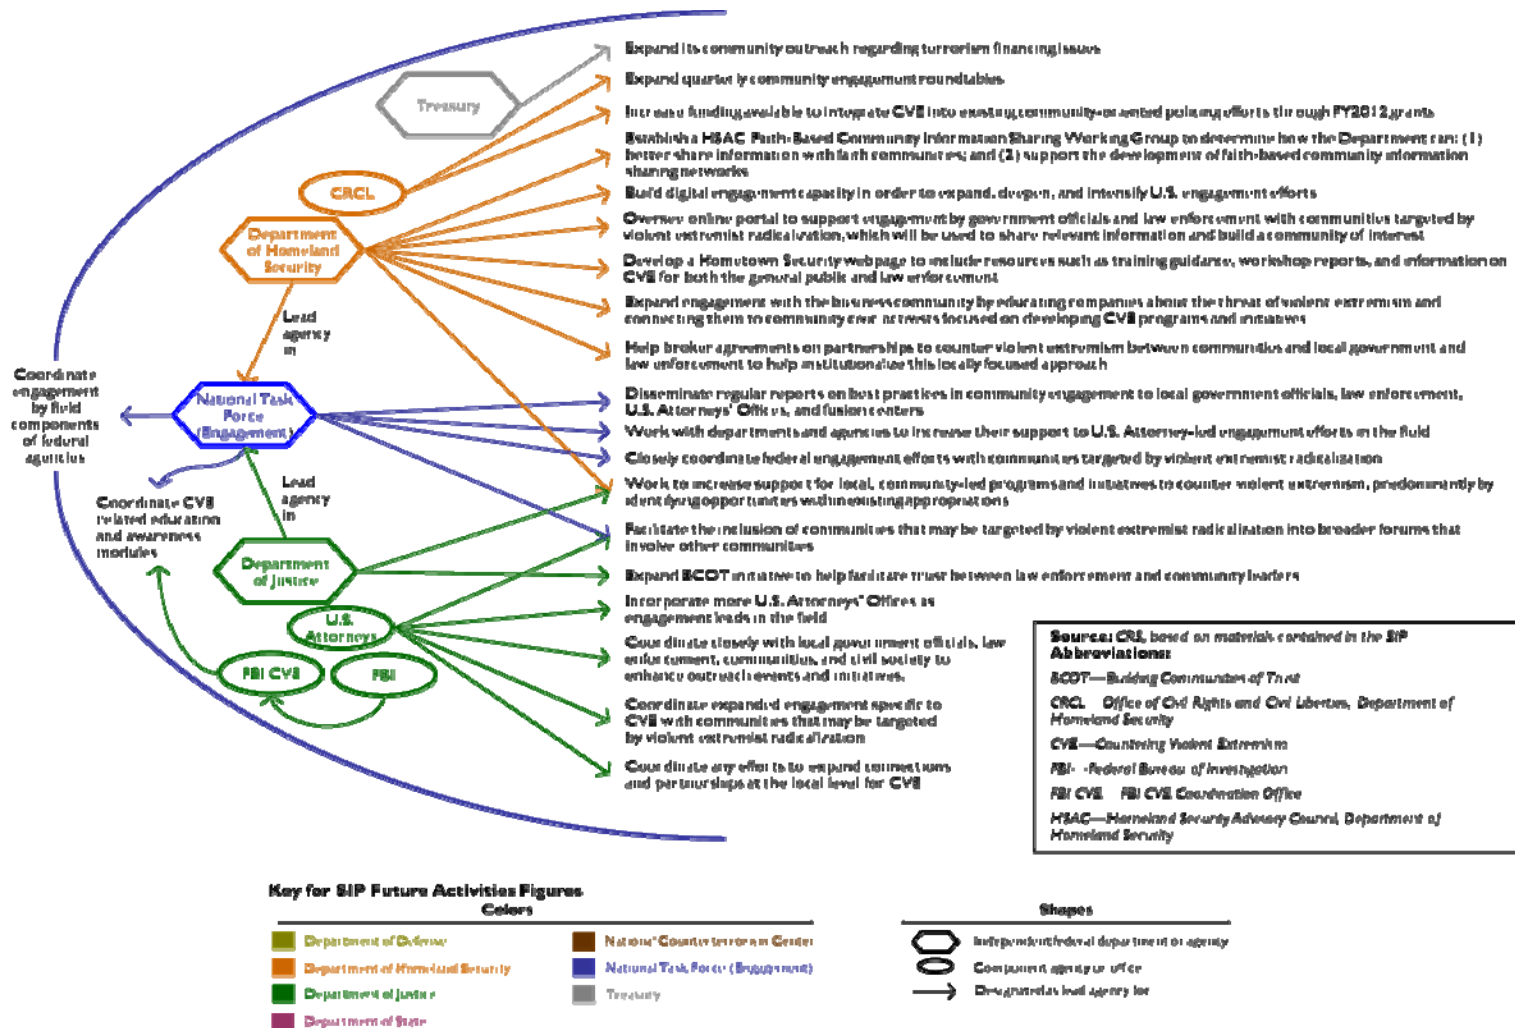 Expand its community outreach regarding terrorism financing issues
Treasury
Expand quarterly community engagement roundtables
Increase funding available to integrate CVE into existing community-oriented policing efforts through FY2012 grants
Establish a HSAC Faith-Based Community Information Sharing Working Group to determine how the Department can: (1)
better share information with faith communities; and (2) support the development of faith-based community information
sharing networks
CRCL
Build digital engagement capacity in order to expand, deepen, and intensify U.S. engagement efforts
Department
of Homeland
Security
Oversee online portal to support engagement by government officials and law enforcement with communities targeted by
violent extremist radicalization, which will be used to share relevant information and build a community of interest
Develop a Hometown Security webpage to include resources such as training guidance, workshop reports, and information on
CVE for both the general public and law enforcement
Expand engagement with the business community by educating companies about the threat of violent extremism and
connecting them to community civic activists focused on developing CVE programs and initiatives
Lead
agency
in
Help broker agreements on partnerships to counter violent extremism between communities and local government and
law enforcement to help institutionalize this locally focused approach
Coordinate
engagement
by field
components
of federal
agencies
National Task
Force
(Engagement)
Disseminate regular reports on best practices in community engagement to local government officials, law enforcement,
U.S. Attorneys' Offices, and fusion centers
Work with departments and agencies to increase their support to U.S. Attorney-led engagement efforts in the field
Closely coordinate federal engagement efforts with communities targeted by violent extremist radicalization
Lead
agency
in
Work to increase support for local, community-led programs and initiatives to counter violent extremism, predominantly by
identifying opportunities within existing appropriations
Coordinate CVE
related education
and awareness
modules
Facilitate the inclusion of communities that may be targeted by violent extremist radicalization into broader forums that
involve other communities
Department
of Justice
Expand BCOT initiative to help facilitate trust between law enforcement and community leaders
U.S.
Attorneys
Incorporate more U.S. Attorneys' Offices as
engagement leads in the field
Coordinate closely with local government officials, law
enforcement, communities, and civil society to
enhance outreach events and initiatives.
FBI CVE
FBI
Coordinate expanded engagement specific to
CVE with communities that may be targeted
by violent extremist radicalization
Coordinate any efforts to expand connections
and partnerships at the local level for CVE
Source: CRS, based on materials contained in the SIP
Abbreviations:
BCOT—Building Communities of Trust
CRCL Office of Civil Rights and Civil Liberties, Department of
Homeland Security
CVE—Countering Violent Extremism
FBI- -Federal Bureau of Investigation
FBI CVE FBI CVE Coordination Office
HSAC—Homeland Security Advisory Council, Department of
Homeland Security
Key for SIP Future Activities Figures
Colors
Department of Defense
Department of Homeland Security
Department of Justice
Department of State
National Counterterrorism Center
National Task Force (Engagement)
Treasury
Shapes
Independent federal department or agency
Component agency or office
Designated as lead agency for